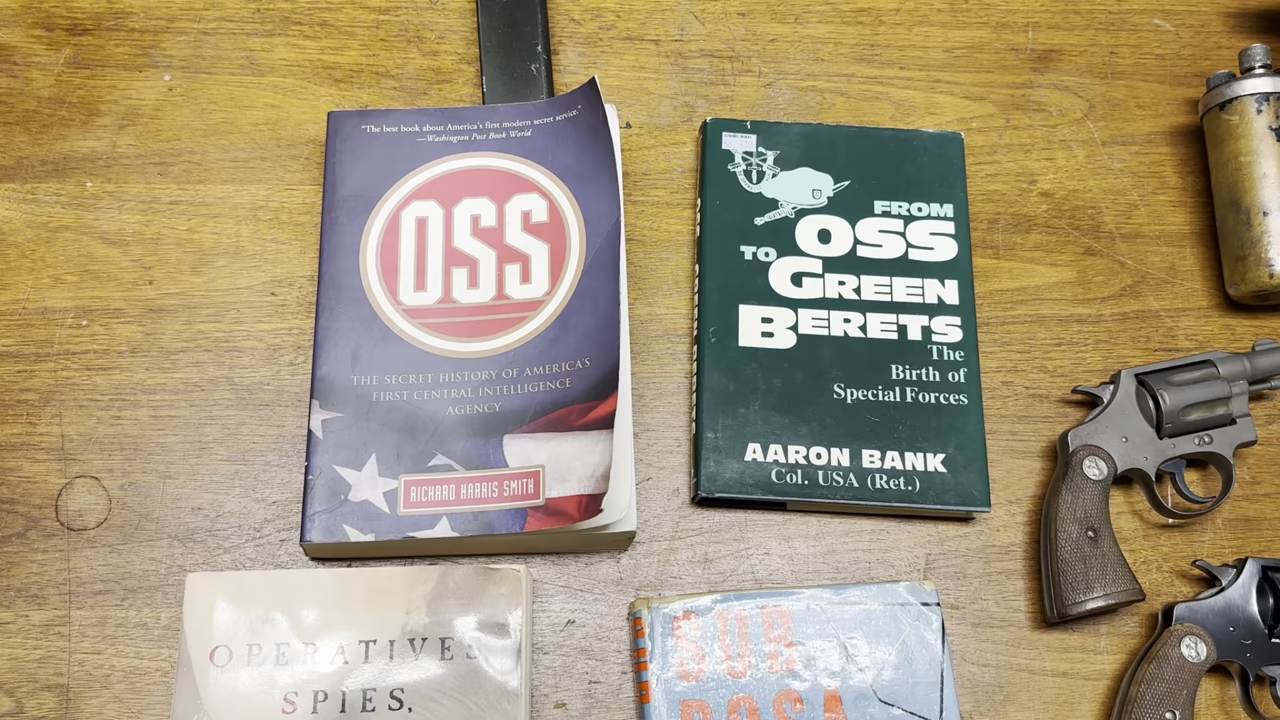 "The best book about America's first modern secret service."
—Washington Post Book World
OSS
THE SECRET HISTORY OF AMERICA'S
FIRST CENTRAL INTELLIGENCE
AGENCY
RICHARD HARRIS SMITH
FROM
OSS
TO GREEN
BERETS
The
Birth of
Special Forces
AARON BANK
Col. USA (Ret.)
OPERATIVES
SPIES,
SUB
ROSA